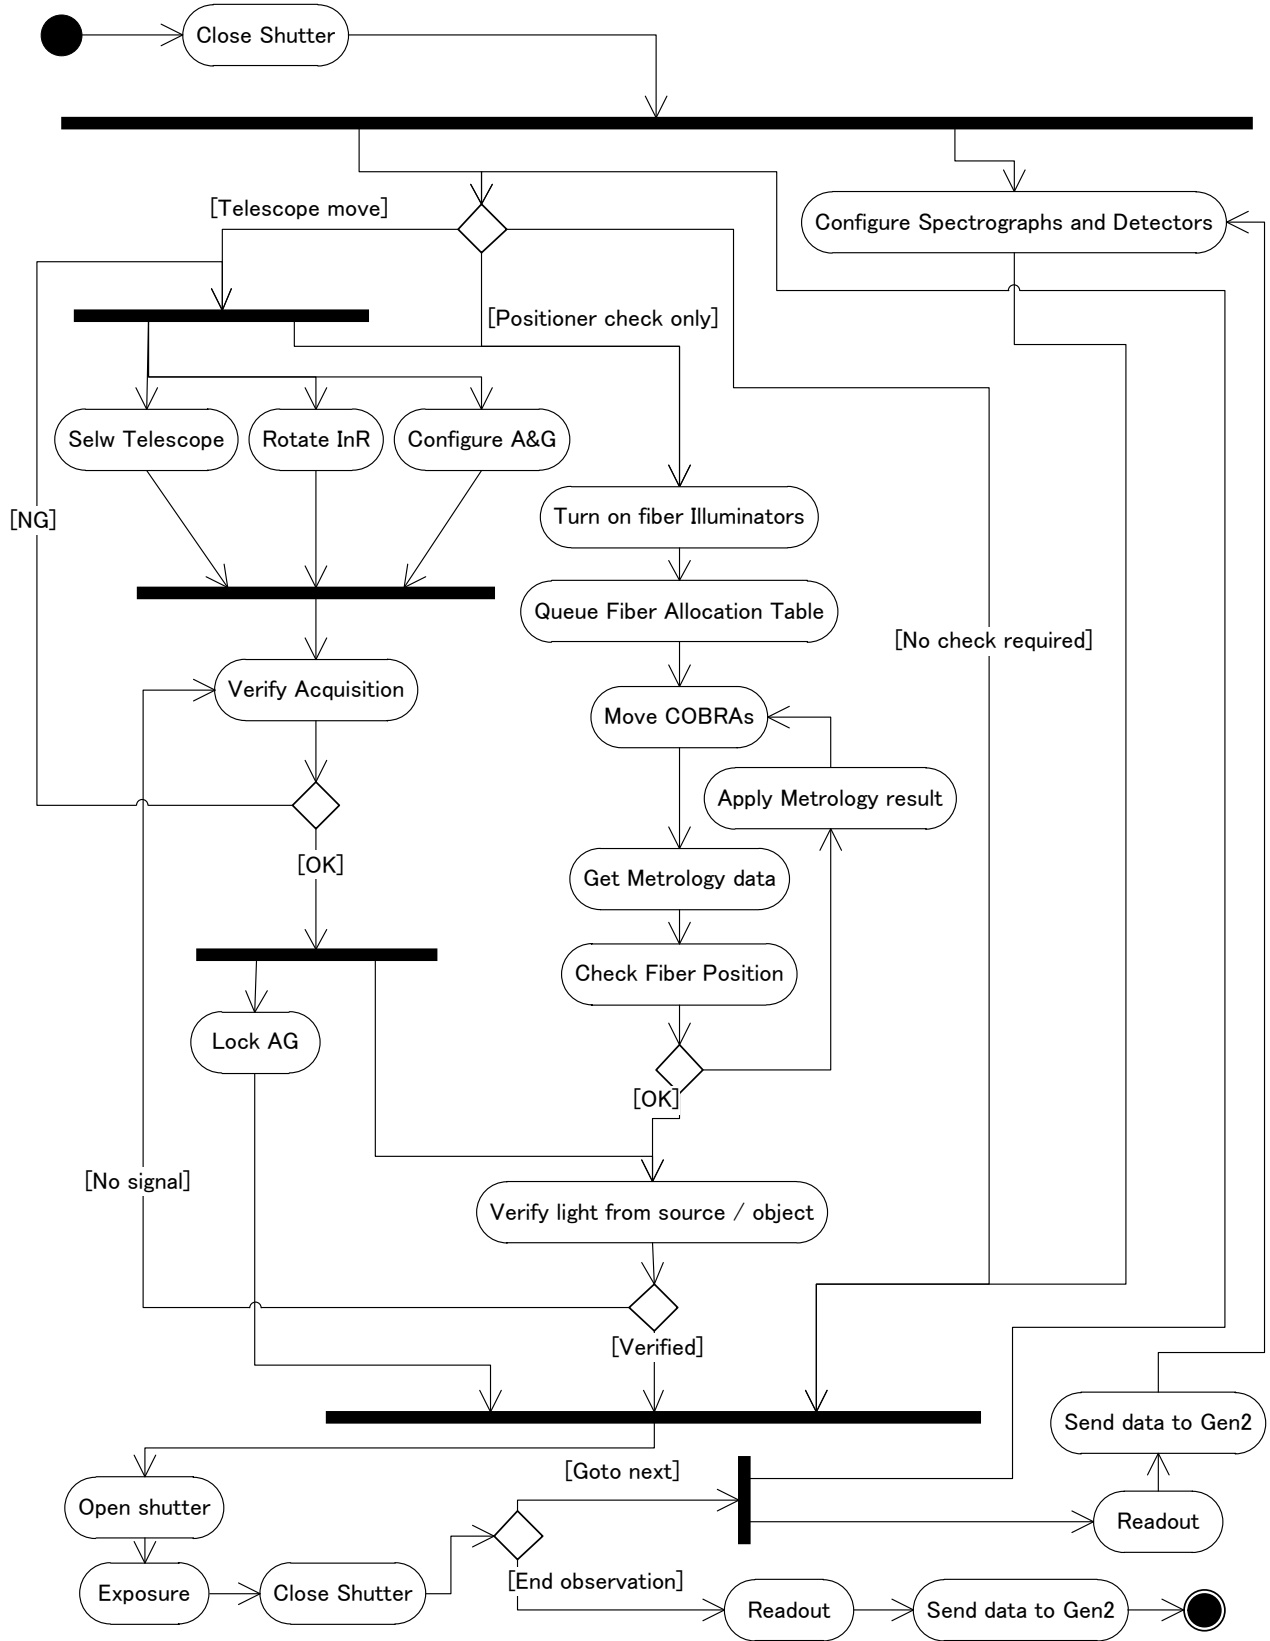 Close Shutter
[Telescope move]
Configure Spectrographs and Detectors
[Positioner check only]
Selw Telescope
Rotate InR
Configure A&G
[NG]
Turn on fiber Illuminators
Queue Fiber Allocation Table
[No check required]
Verify Acquisition
Move COBRAs
Apply Metrology result
[OK]
Get Metrology data
Check Fiber Position
Lock AG
[OK]
[No signal]
Verify light from source / object
[Verified]
Send data to Gen2
[Goto next]
Open shutter
Readout
Exposure
Close Shutter
[End observation]
Readout
Send data to Gen2